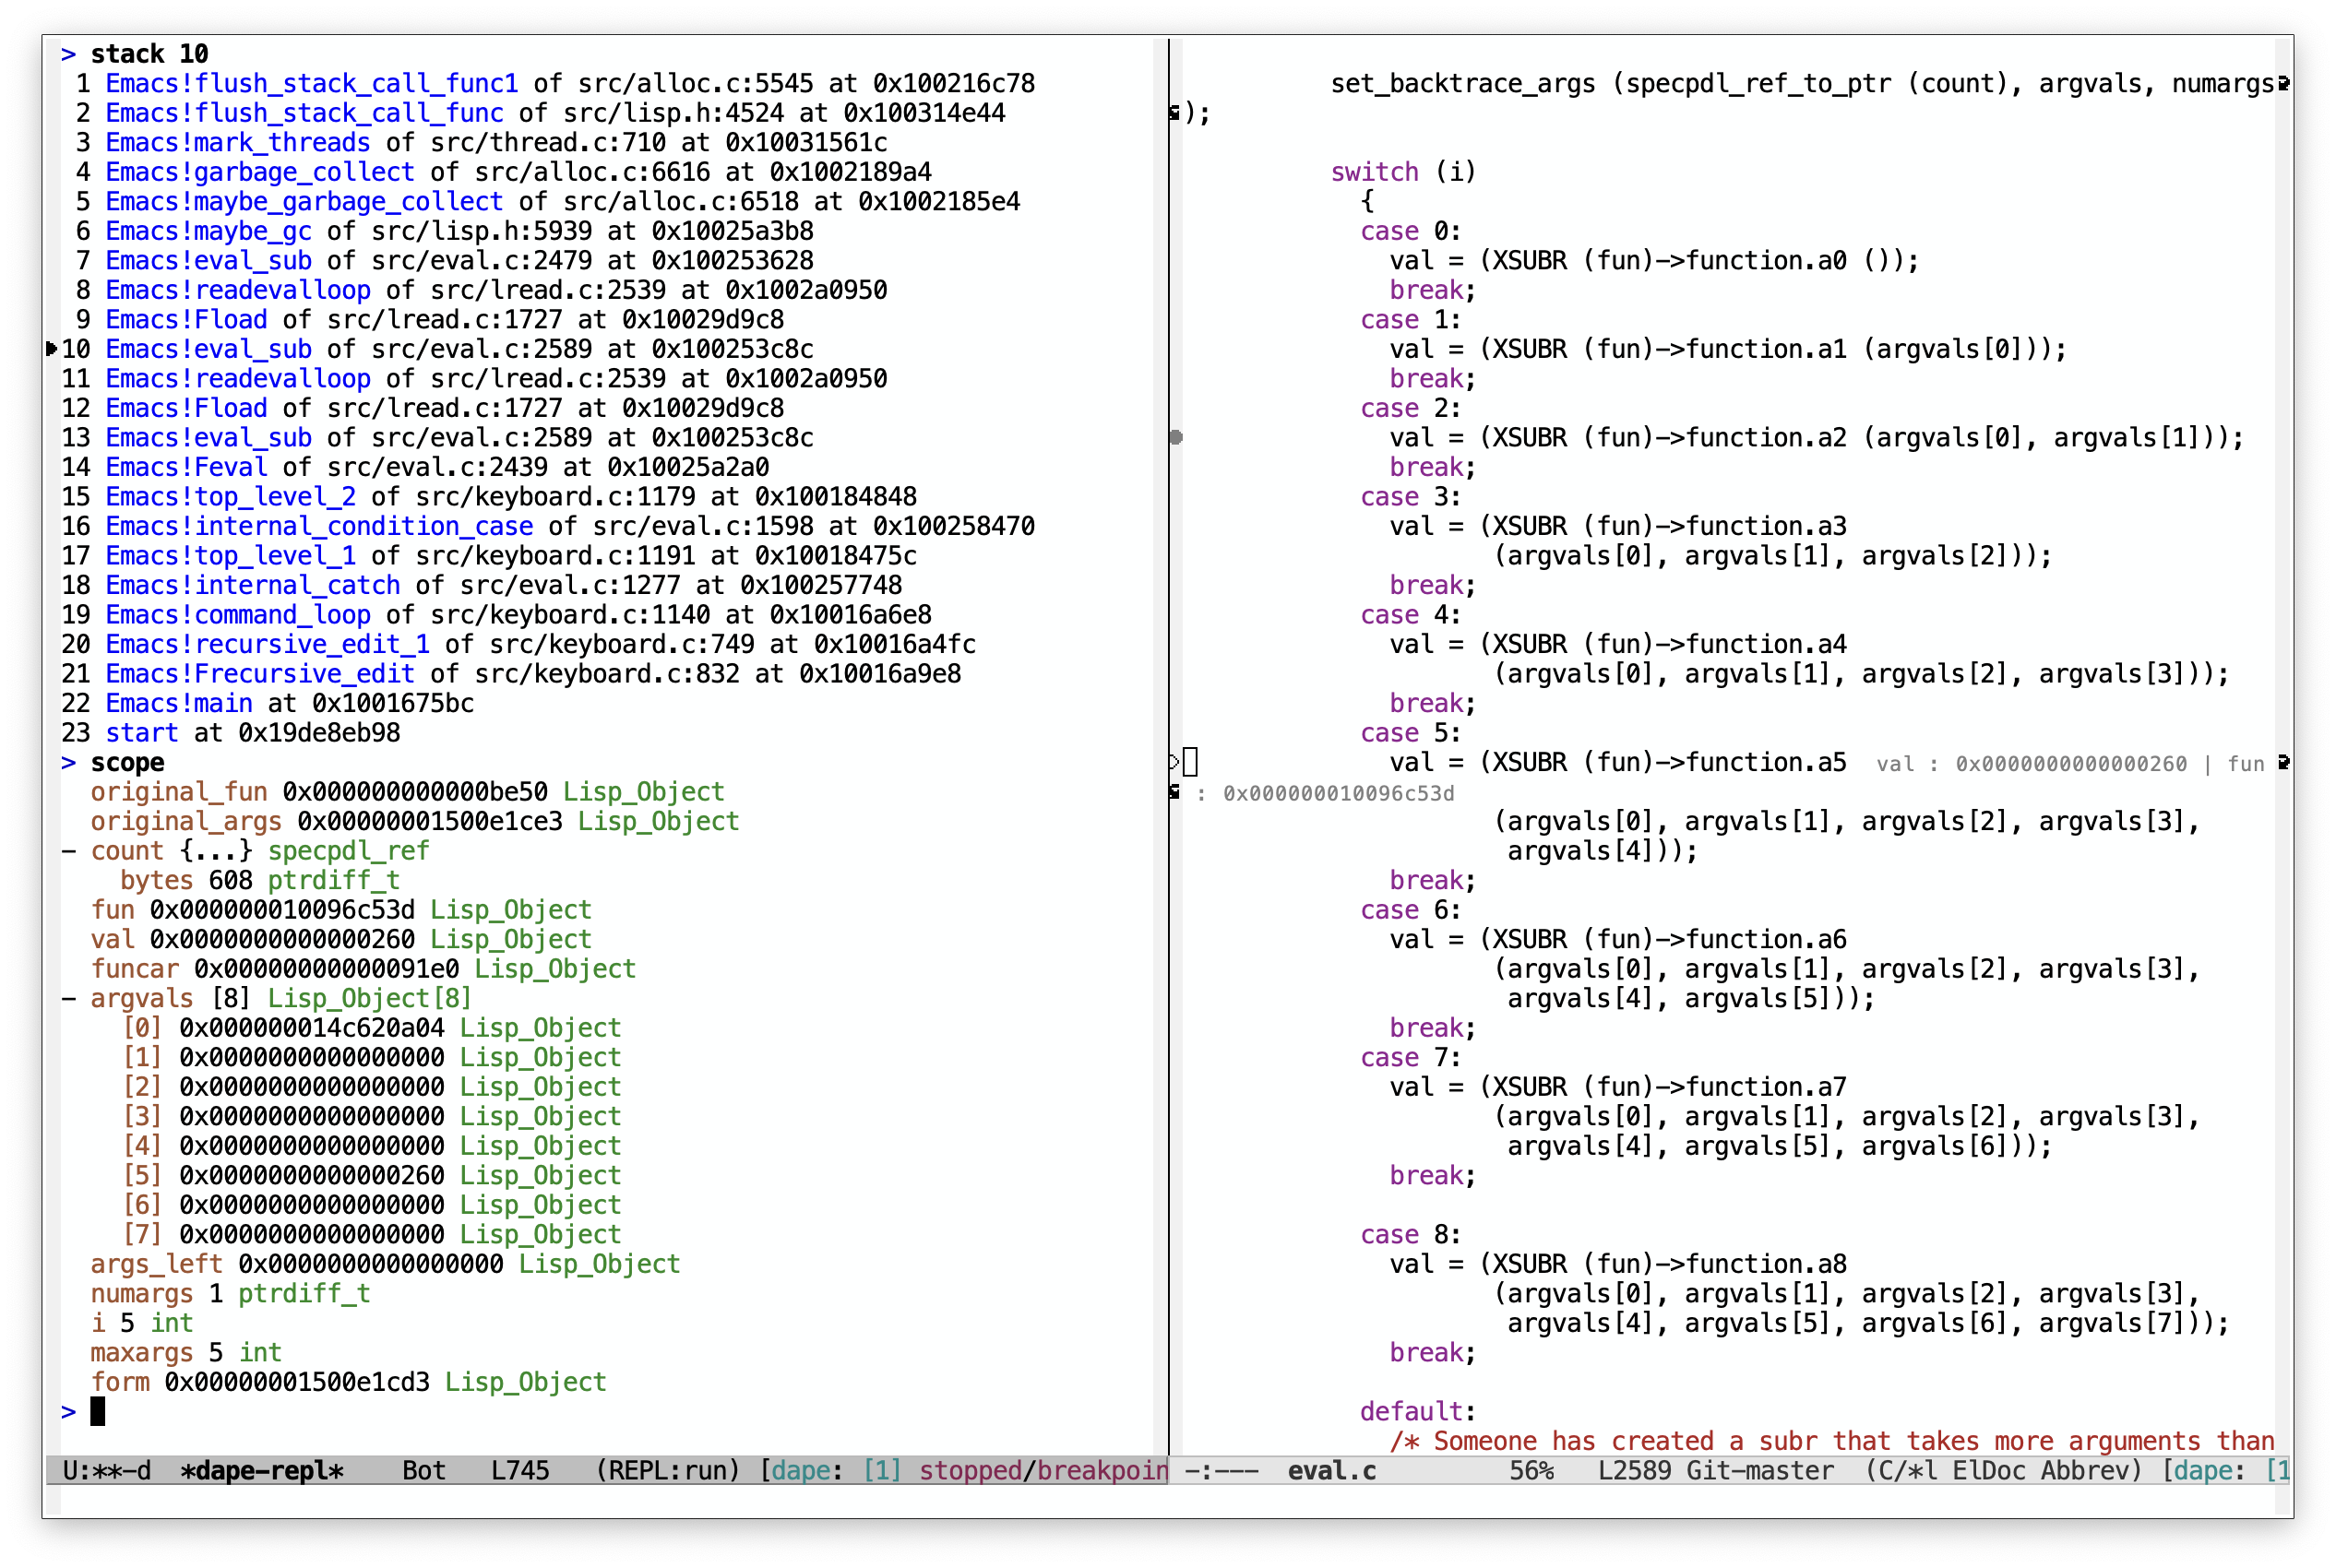 > stack 10
 1 Emacs!flush_stack_call_func1 of src/alloc.c:5545 at 0x100216c78
 2 Emacs!flush_stack_call_func of src/lisp.h:4524 at 0x100314e44
 3 Emacs!mark_threads of src/thread.c:710 at 0x10031561c
 4 Emacs!garbage_collect of src/alloc.c:6616 at 0x1002189a4
 5 Emacs!maybe_garbage_collect of src/alloc.c:6518 at 0x1002185e4
 6 Emacs!maybe_gc of src/lisp.h:5939 at 0x10025a3b8
 7 Emacs!eval_sub of src/eval.c:2479 at 0x100253628
 8 Emacs!readevalloop of src/lread.c:2539 at 0x1002a0950
 9 Emacs!Fload of src/lread.c:1727 at 0x10029d9c8
10 Emacs!eval_sub of src/eval.c:2589 at 0x100253c8c
11 Emacs!readevalloop of src/lread.c:2539 at 0x1002a0950
12 Emacs!Fload of src/lread.c:1727 at 0x10029d9c8
13 Emacs!eval_sub of src/eval.c:2589 at 0x100253c8c
14 Emacs!Feval of src/eval.c:2439 at 0x10025a2a0
15 Emacs!top_level_2 of src/keyboard.c:1179 at 0x100184848
16 Emacs!internal_condition_case of src/eval.c:1598 at 0x100258470
17 Emacs!top_level_1 of src/keyboard.c:1191 at 0x10018475c
18 Emacs!internal_catch of src/eval.c:1277 at 0x100257748
19 Emacs!command_loop of src/keyboard.c:1140 at 0x10016a6e8
20 Emacs!recursive_edit_1 of src/keyboard.c:749 at 0x10016a4fc
21 Emacs!Frecursive_edit of src/keyboard.c:832 at 0x10016a9e8
22 Emacs!main at 0x1001675bc
23 start at 0x19de8eb98
> scope
  original_fun 0x000000000000be50 Lisp_Object
  original_args 0x00000001500e1ce3 Lisp_Object
- count {...} specpdl_ref
    bytes 608 ptrdiff_t
  fun 0x000000010096c53d Lisp_Object
  val 0x0000000000000260 Lisp_Object
  funcar 0x00000000000091e0 Lisp_Object
- argvals [8] Lisp_Object[8]
    [0] 0x000000014c620a04 Lisp_Object
    [1] 0x0000000000000000 Lisp_Object
    [2] 0x0000000000000000 Lisp_Object
    [3] 0x0000000000000000 Lisp_Object
    [4] 0x0000000000000000 Lisp_Object
    [5] 0x0000000000000260 Lisp_Object
    [6] 0x0000000000000000 Lisp_Object
    [7] 0x0000000000000000 Lisp_Object
  args_left 0x0000000000000000 Lisp_Object
  numargs 1 ptrdiff_t
  i 5 int
  maxargs 5 int
  form 0x00000001500e1cd3 Lisp_Object
>
U:**-d  *dape-repl*    Bot   L745   (REPL:run) [dape: [1] stopped/breakpoin
set_backtrace_args (specpdl_ref_to_ptr (count), argvals, numargs
);
switch (i)
  {
  case 0:
    val = (XSUBR (fun)->function.a0 ());
    break;
  case 1:
    val = (XSUBR (fun)->function.a1 (argvals[0]));
    break;
  case 2:
    val = (XSUBR (fun)->function.a2 (argvals[0], argvals[1]));
    break;
  case 3:
    val = (XSUBR (fun)->function.a3
           (argvals[0], argvals[1], argvals[2]));
    break;
  case 4:
    val = (XSUBR (fun)->function.a4
           (argvals[0], argvals[1], argvals[2], argvals[3]));
    break;
  case 5:
    val = (XSUBR (fun)->function.a5  val : 0x0000000000000260 | fun
 : 0x000000010096c53d
           (argvals[0], argvals[1], argvals[2], argvals[3],
            argvals[4]));
    break;
  case 6:
    val = (XSUBR (fun)->function.a6
           (argvals[0], argvals[1], argvals[2], argvals[3],
            argvals[4], argvals[5]));
    break;
  case 7:
    val = (XSUBR (fun)->function.a7
           (argvals[0], argvals[1], argvals[2], argvals[3],
            argvals[4], argvals[5], argvals[6]));
    break;
  case 8:
    val = (XSUBR (fun)->function.a8
           (argvals[0], argvals[1], argvals[2], argvals[3],
            argvals[4], argvals[5], argvals[6], argvals[7]));
    break;
  default:
    /* Someone has created a subr that takes more arguments than
-:---  eval.c         56%   L2589 Git-master  (C/*l ElDoc Abbrev) [dape: [1